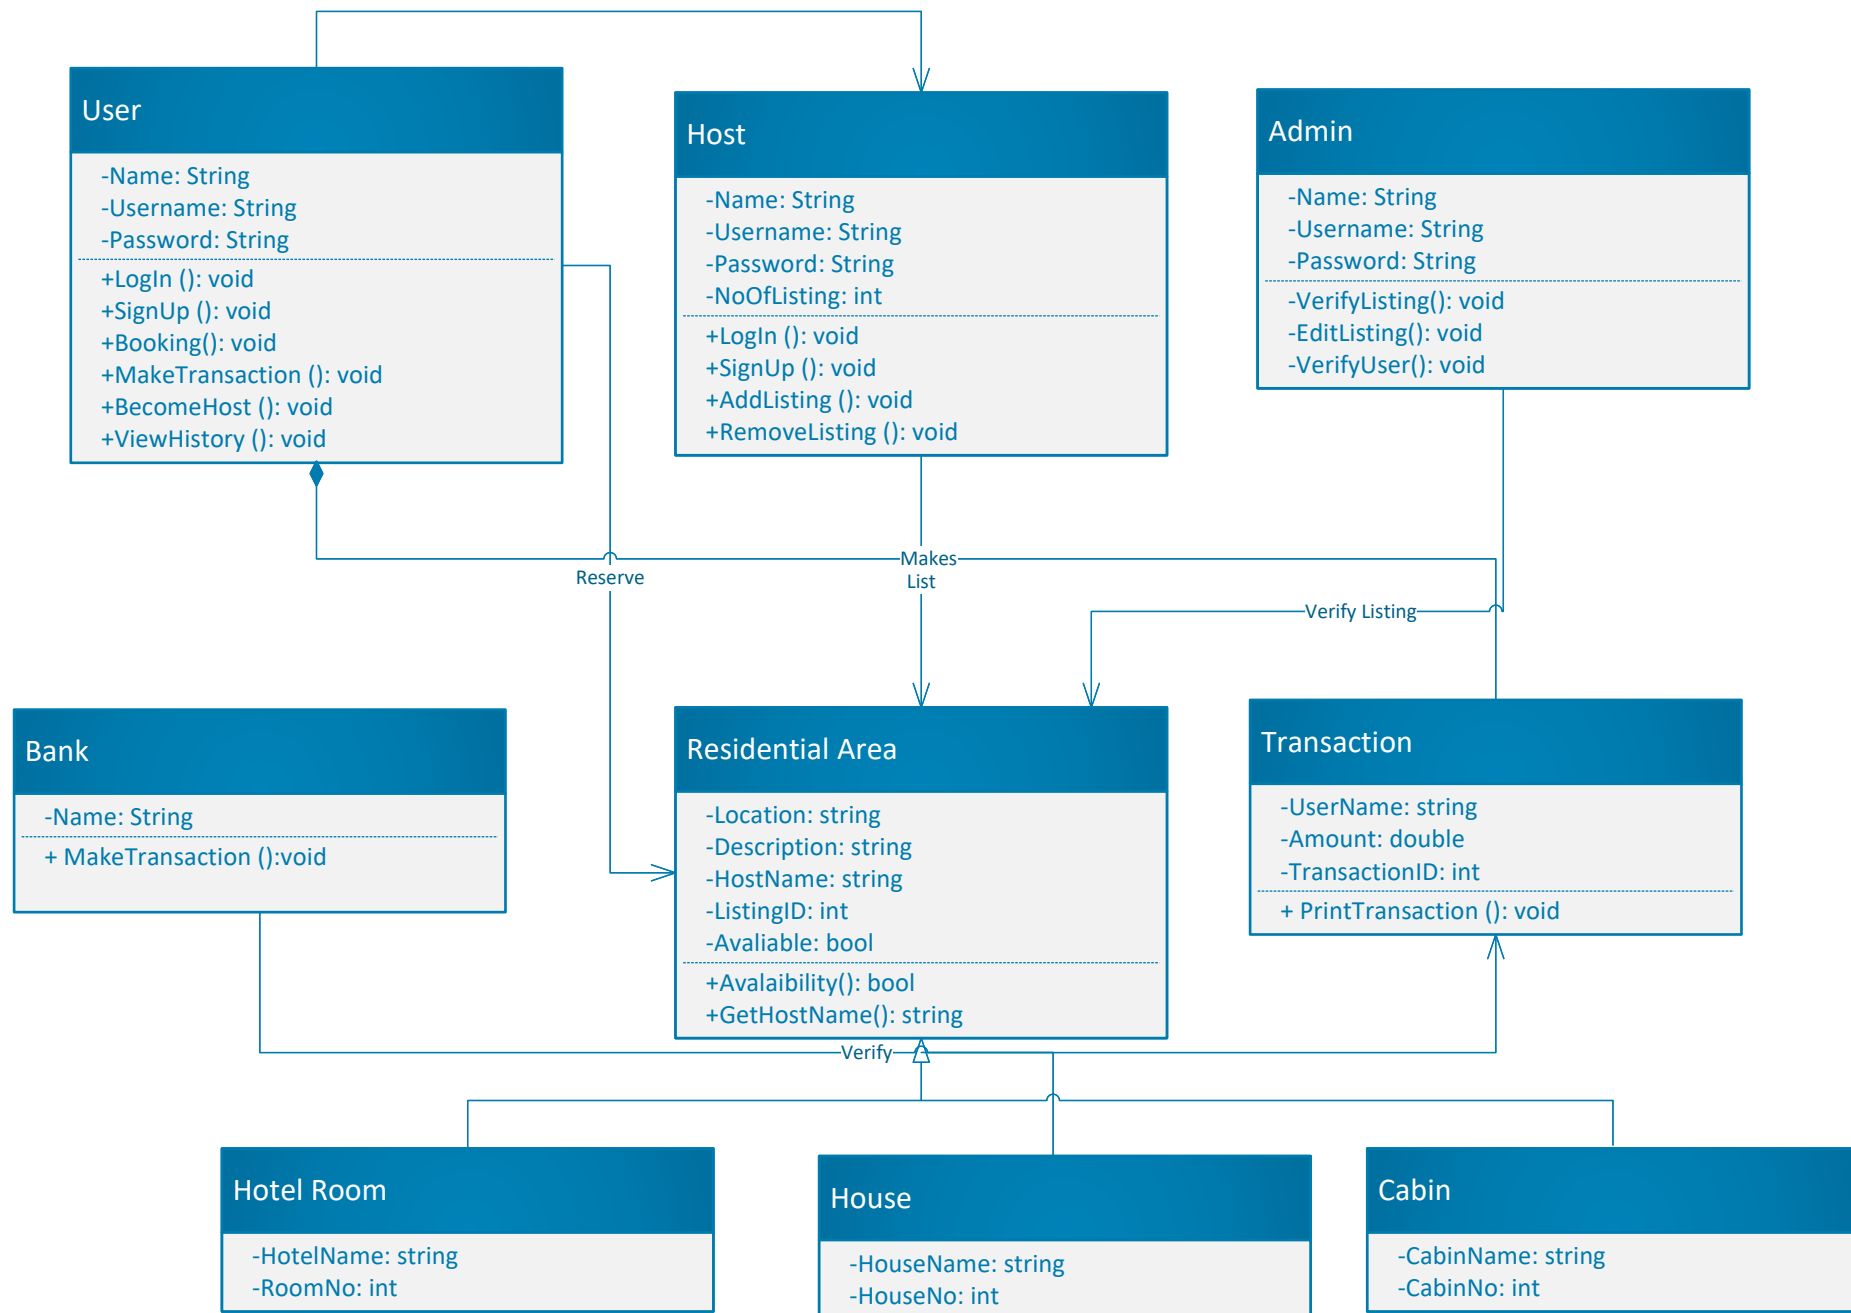 User
-Name: String
-Username: String
-Password: String
+LogIn (): void
+SignUp (): void
+Booking(): void
+MakeTransaction (): void
+BecomeHost (): void
+ViewHistory (): void
Host
-Name: String
-Username: String
-Password: String
-NoOfListing: int
+LogIn (): void
+SignUp (): void
+AddListing (): void
+RemoveListing (): void
Admin
-Name: String
-Username: String
-Password: String
-VerifyListing(): void
-EditListing(): void
-VerifyUser(): void
Makes
List
Reserve
Verify Listing
Bank
-Name: String
+ MakeTransaction ():void
Residential Area
-Location: string
-Description: string
-HostName: string
-ListingID: int
-Avaliable: bool
+Avalaibility(): bool
+GetHostName(): string
Transaction
-UserName: string
-Amount: double
-TransactionID: int
+ PrintTransaction (): void
Verify
Hotel Room
-HotelName: string
-RoomNo: int
House
-HouseName: string
-HouseNo: int
Cabin
-CabinName: string
-CabinNo: int